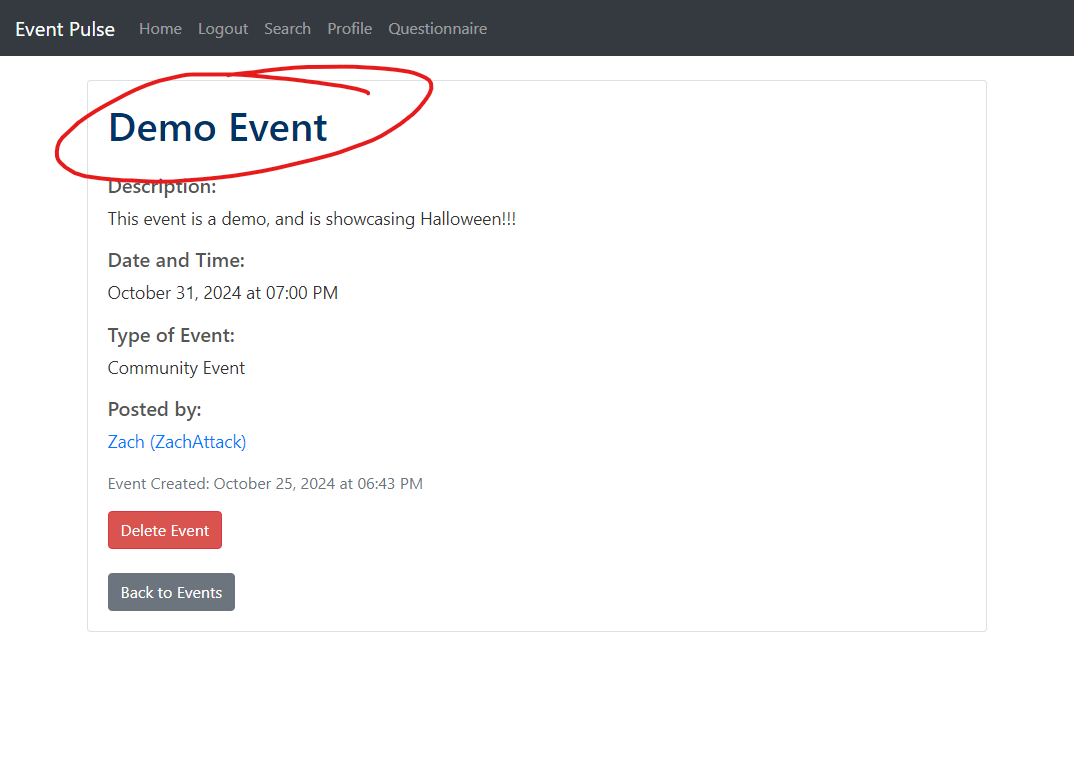 Event Pulse Home Logout Search Profile Questionnaire
Demo Event
Description:
This event is a demo, and is showcasing Halloween!!!
Date and Time:
October 31, 2024 at 07:00 PM
Type of Event:
Community Event
Posted by:
Zach (ZachAttack)
Event Created: October 25, 2024 at 06:43 PM
Delete Event
Back to Events